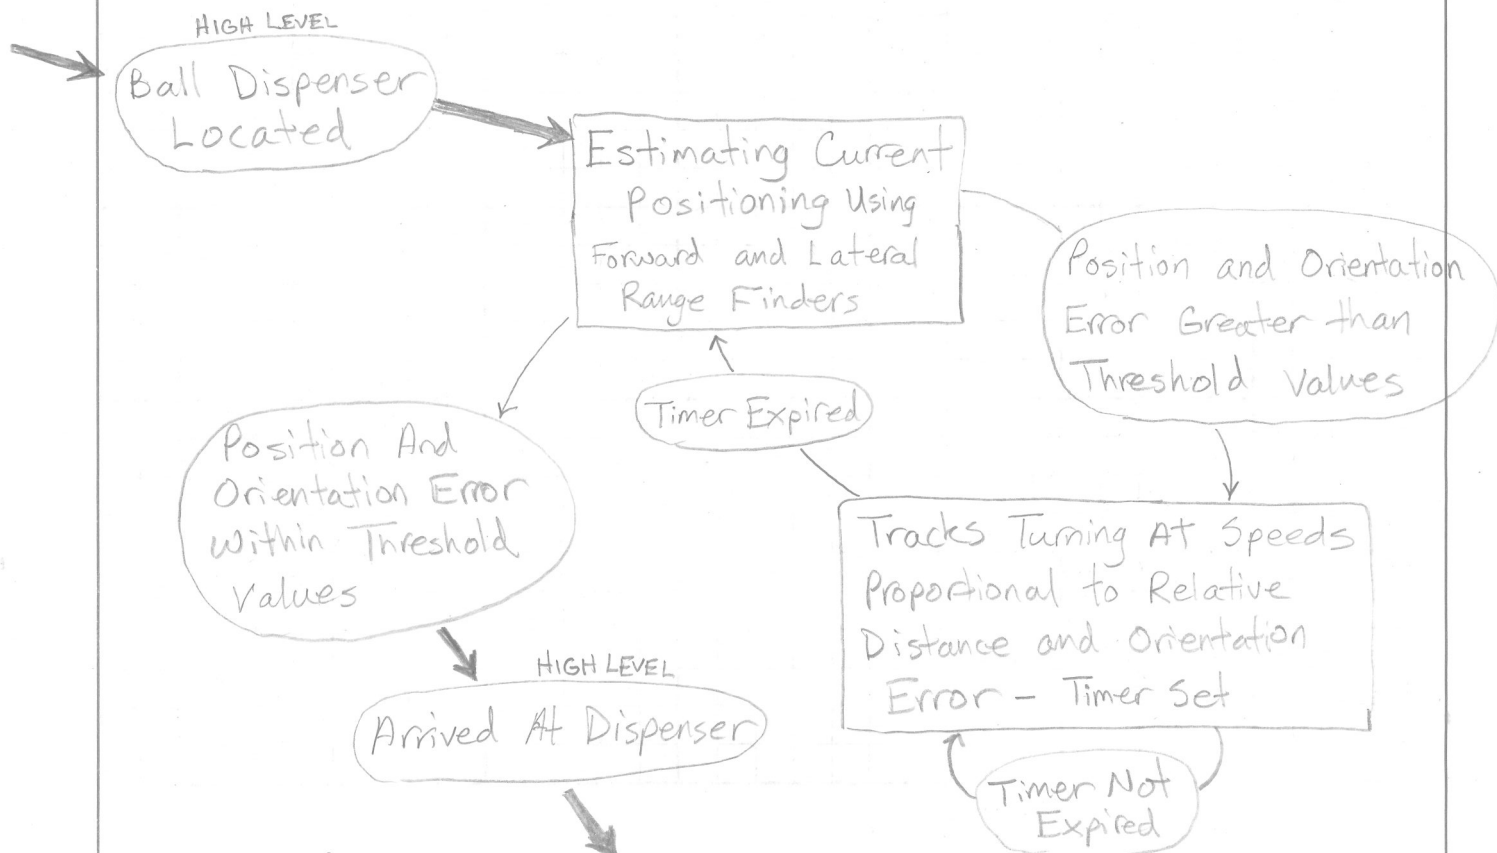 HIGH LEVEL
Ball Dispenser
Located
Estimating Current
Positioning Using
Forward and Lateral
Range Finders
Position and Orientation
Error Greater than
Threshold Values
Timer Expired
Position And
Orientation Error
Within Threshold
Values
Tracks Turning At Speeds
Proportional to Relative
Distance and Orientation
Error - Timer Set
HIGH LEVEL
Arrived At Dispenser
Timer Not
Expired